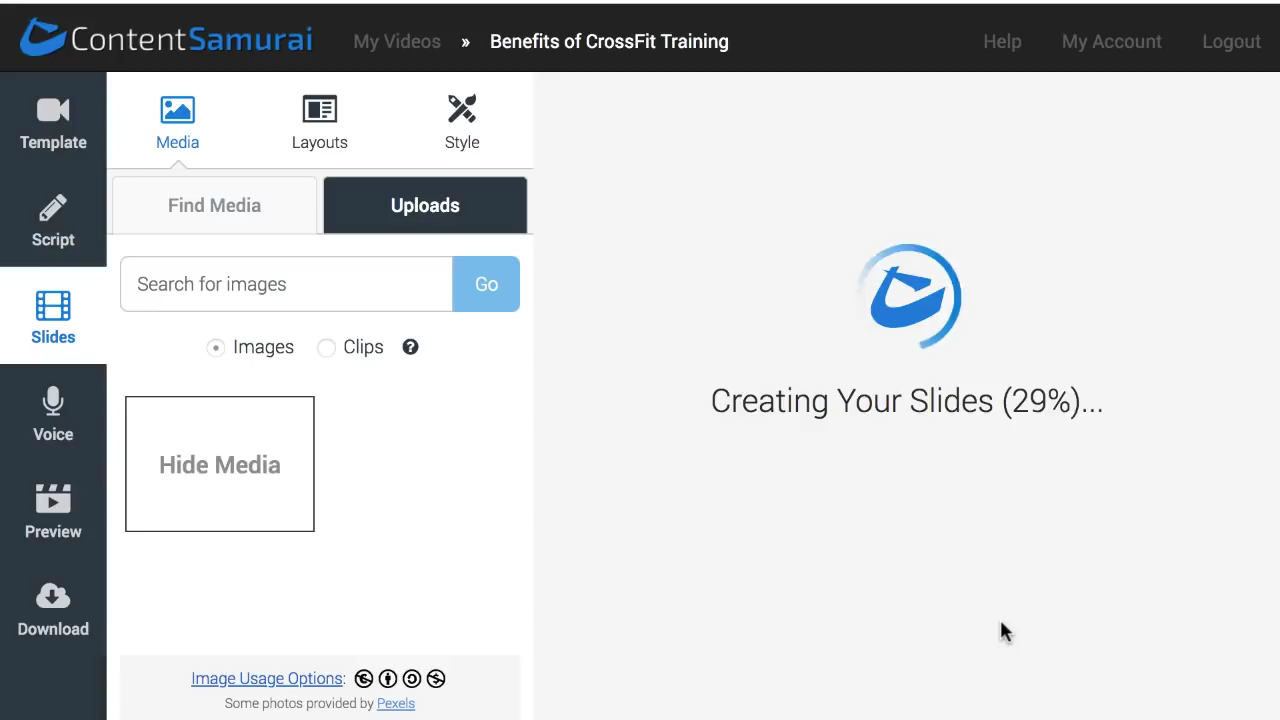 ContentSamurai My Videos » Benefits of CrossFit Training Help My Account Logout
Template
Script
Slides
Voice
Preview
Download
Media Layouts Style
Find Media Uploads
Search for images Go
Images Clips ?
Hide Media
Image Usage Options:
Some photos provided by Pexels
Creating Your Slides (29%)...